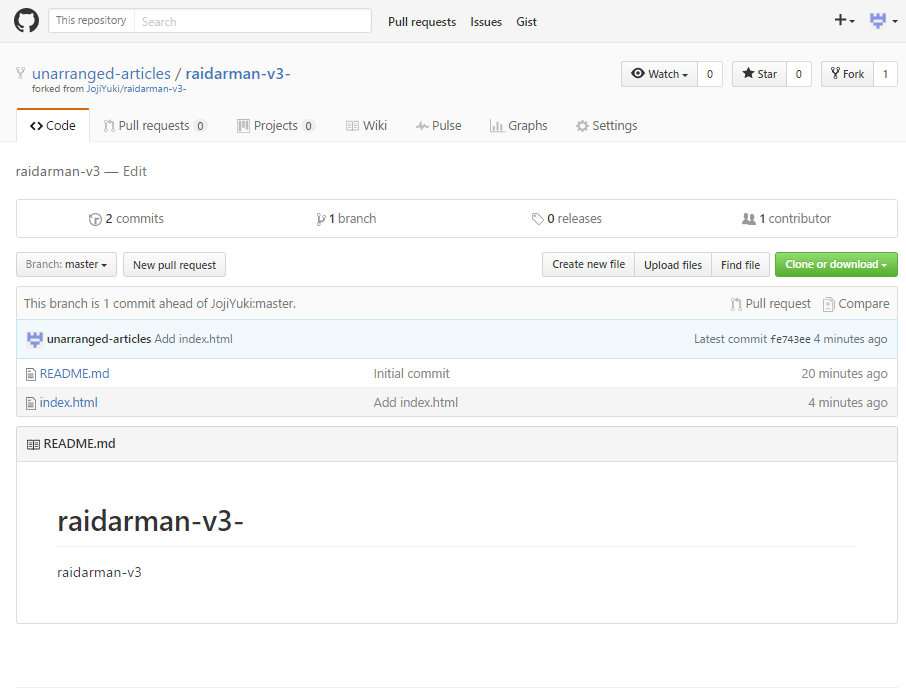 This repository Search Pull requests Issues Gist
unarranged-articles / raidarman-v3- Watch 0 Star 0 Fork 1
forked from JojiYuki/raidarman-v3-
Code Pull requests 0 Projects 0 Wiki Pulse Graphs Settings
raidarman-v3 — Edit
2 commits 1 branch 0 releases 1 contributor
Branch: master New pull request Create new file Upload files Find file Clone or download
This branch is 1 commit ahead of JojiYuki:master. Pull request Compare
unarranged-articles Add index.html Latest commit fe743ee 4 minutes ago
README.md Initial commit 20 minutes ago
index.html Add index.html 4 minutes ago
README.md
raidarman-v3-
raidarman-v3